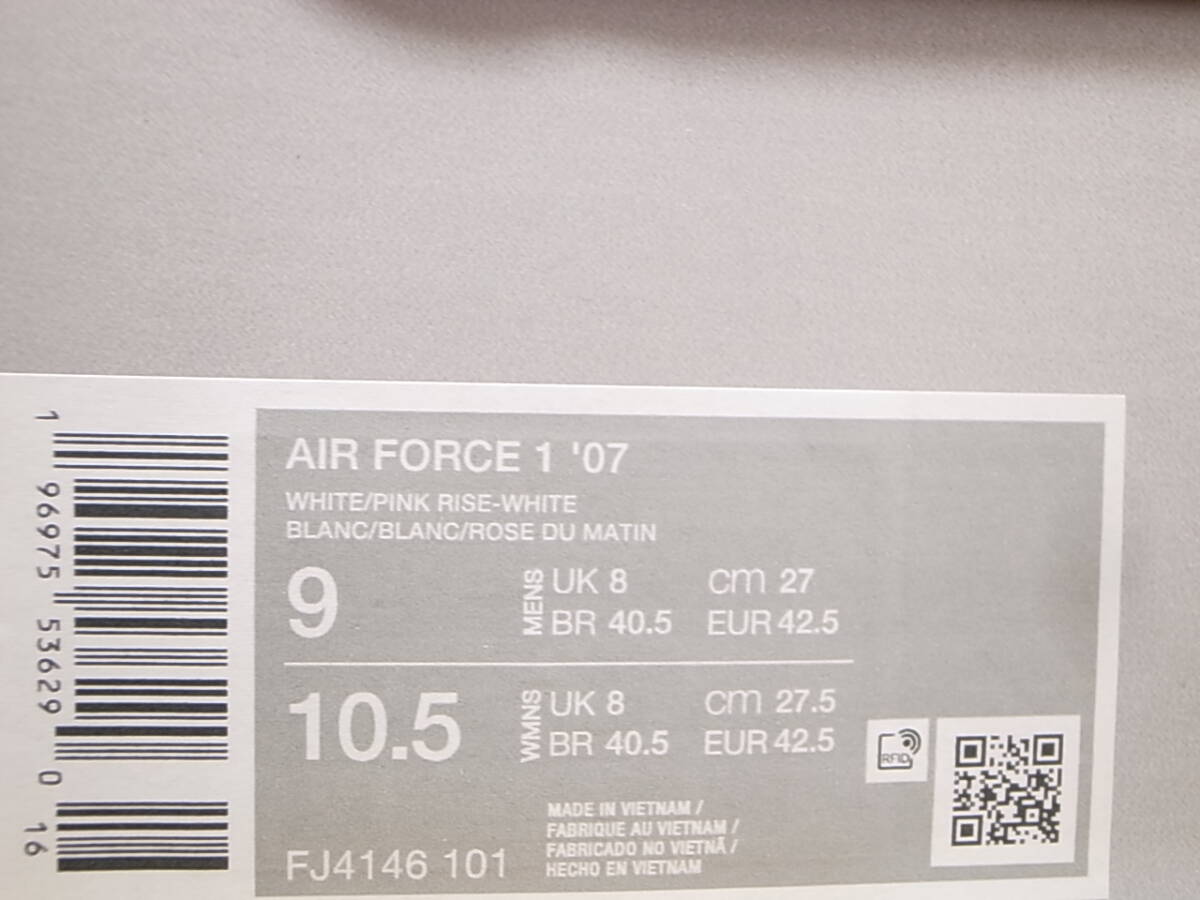 AIR FORCE 1 '07
WHITE/PINK RISE-WHITE
BLANC/BLANC/ROSE DU MATIN
9 MENS UK 8 cm 27
BR 40.5 EUR 42.5
10.5 WMNS UK 8 cm 27.5
BR 40.5 EUR 42.5
RFID
MADE IN VIETNAM /
FABRIQUE AU VIETNAM /
FABRICADO NO VIETNÃ /
HECHO EN VIETNAM
FJ4146 101
1 96975 53629 0 16